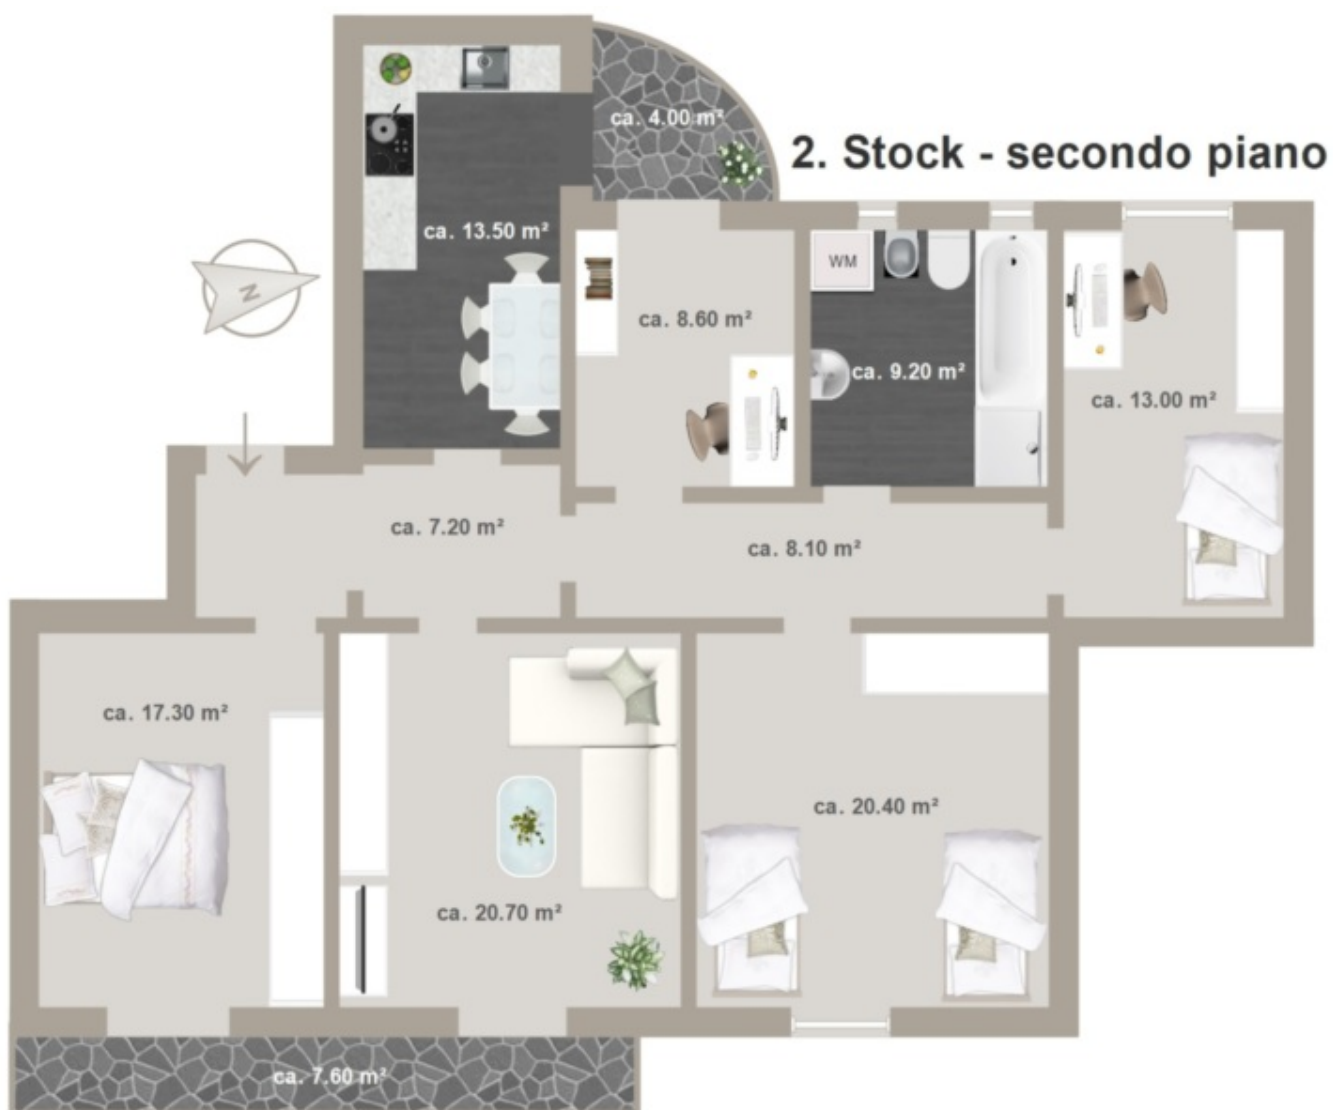 ca. 4.00 m²
2. Stock - secondo piano
ca. 13.50 m²
N
WM
ca. 8.60 m²
ca. 9.20 m²
ca. 13.00 m²
ca. 7.20 m²
ca. 8.10 m²
ca. 17.30 m²
ca. 20.40 m²
ca. 20.70 m²
ca. 7.60 m²